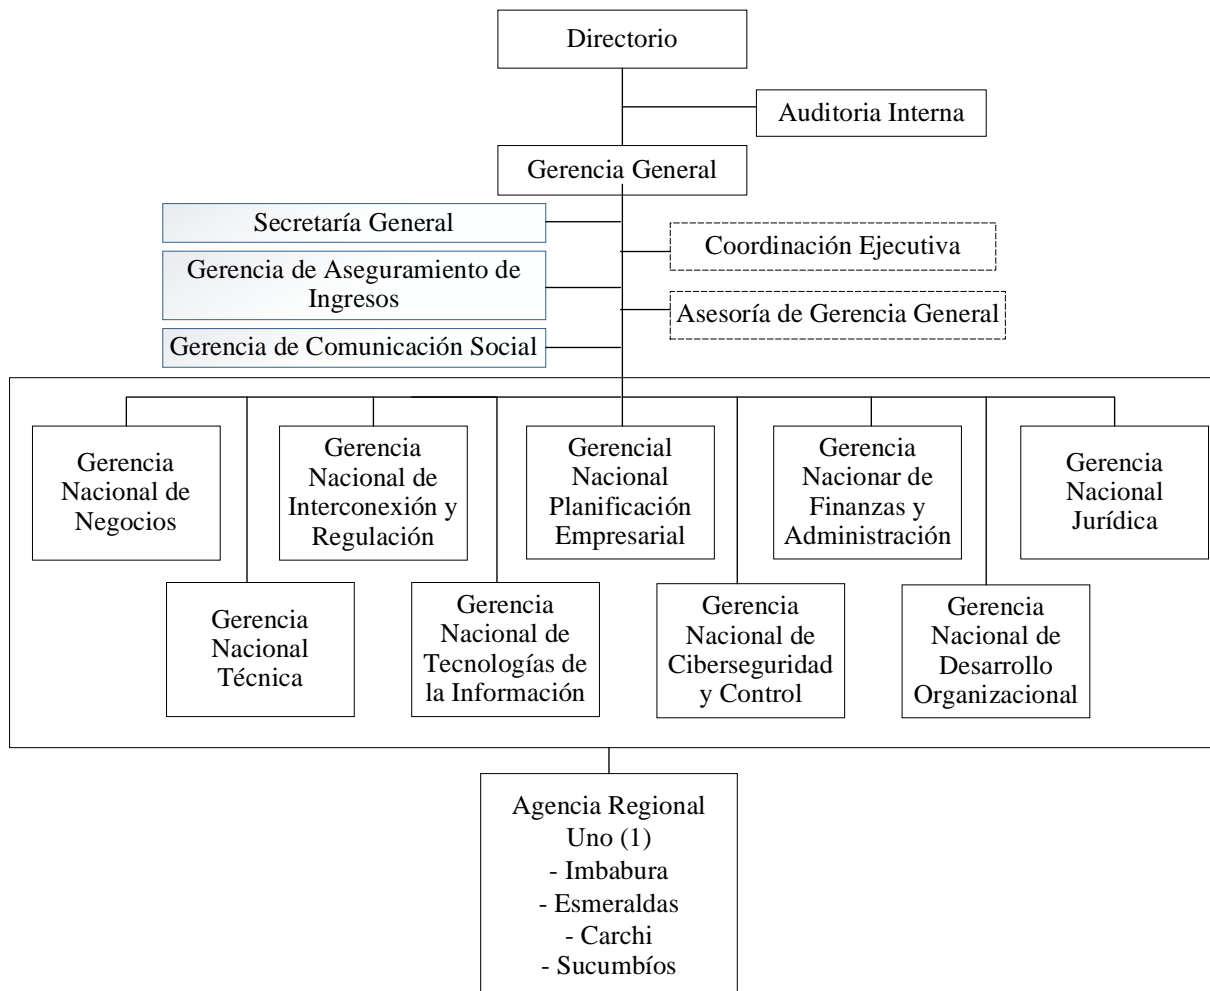 Directorio
Auditoria Interna
Gerencia General
Secretaría General
Coordinación Ejecutiva
Gerencia de Aseguramiento de
Ingresos
Asesoría de Gerencia General
Gerencia de Comunicación Social
Gerencia
Nacional de
Negocios
Gerencia
Nacional de
Interconexión y
Regulación
Gerencial
Nacional
Planificación
Empresarial
Gerencia
Nacionar de
Finanzas y
Administración
Gerencia
Nacional
Jurídica
Gerencia
Nacional
Técnica
Gerencia
Nacional de
Tecnologías de
la Información
Gerencia
Nacional de
Ciberseguridad
y Control
Gerencia
Nacional de
Desarrollo
Organizacional
Agencia Regional
Uno (1)
- Imbabura
- Esmeraldas
- Carchi
- Sucumbíos